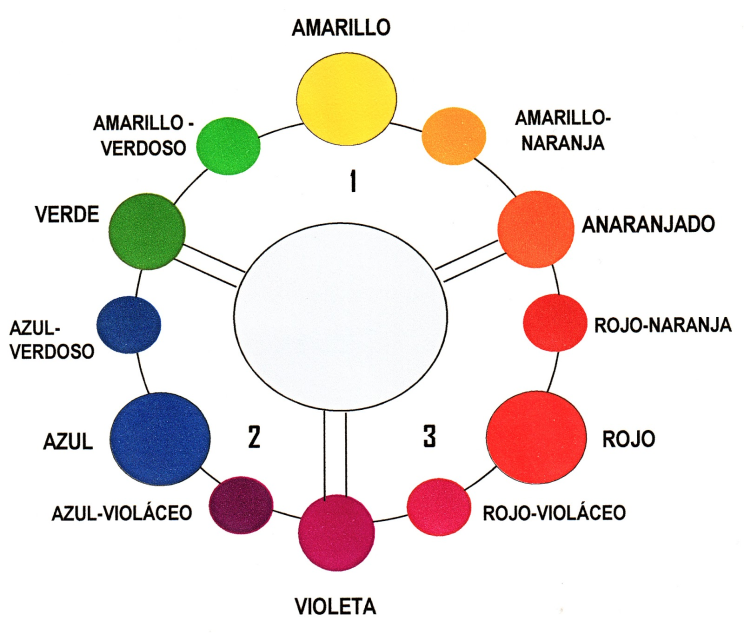 AMARILLO
AMARILLO -
VERDOSO
AMARILLO-
NARANJA
1
VERDE
ANARANJADO
AZUL-
VERDOSO
ROJO-NARANJA
AZUL
2
3
ROJO
AZUL-VIOLÁCEO
ROJO-VIOLÁCEO
VIOLETA